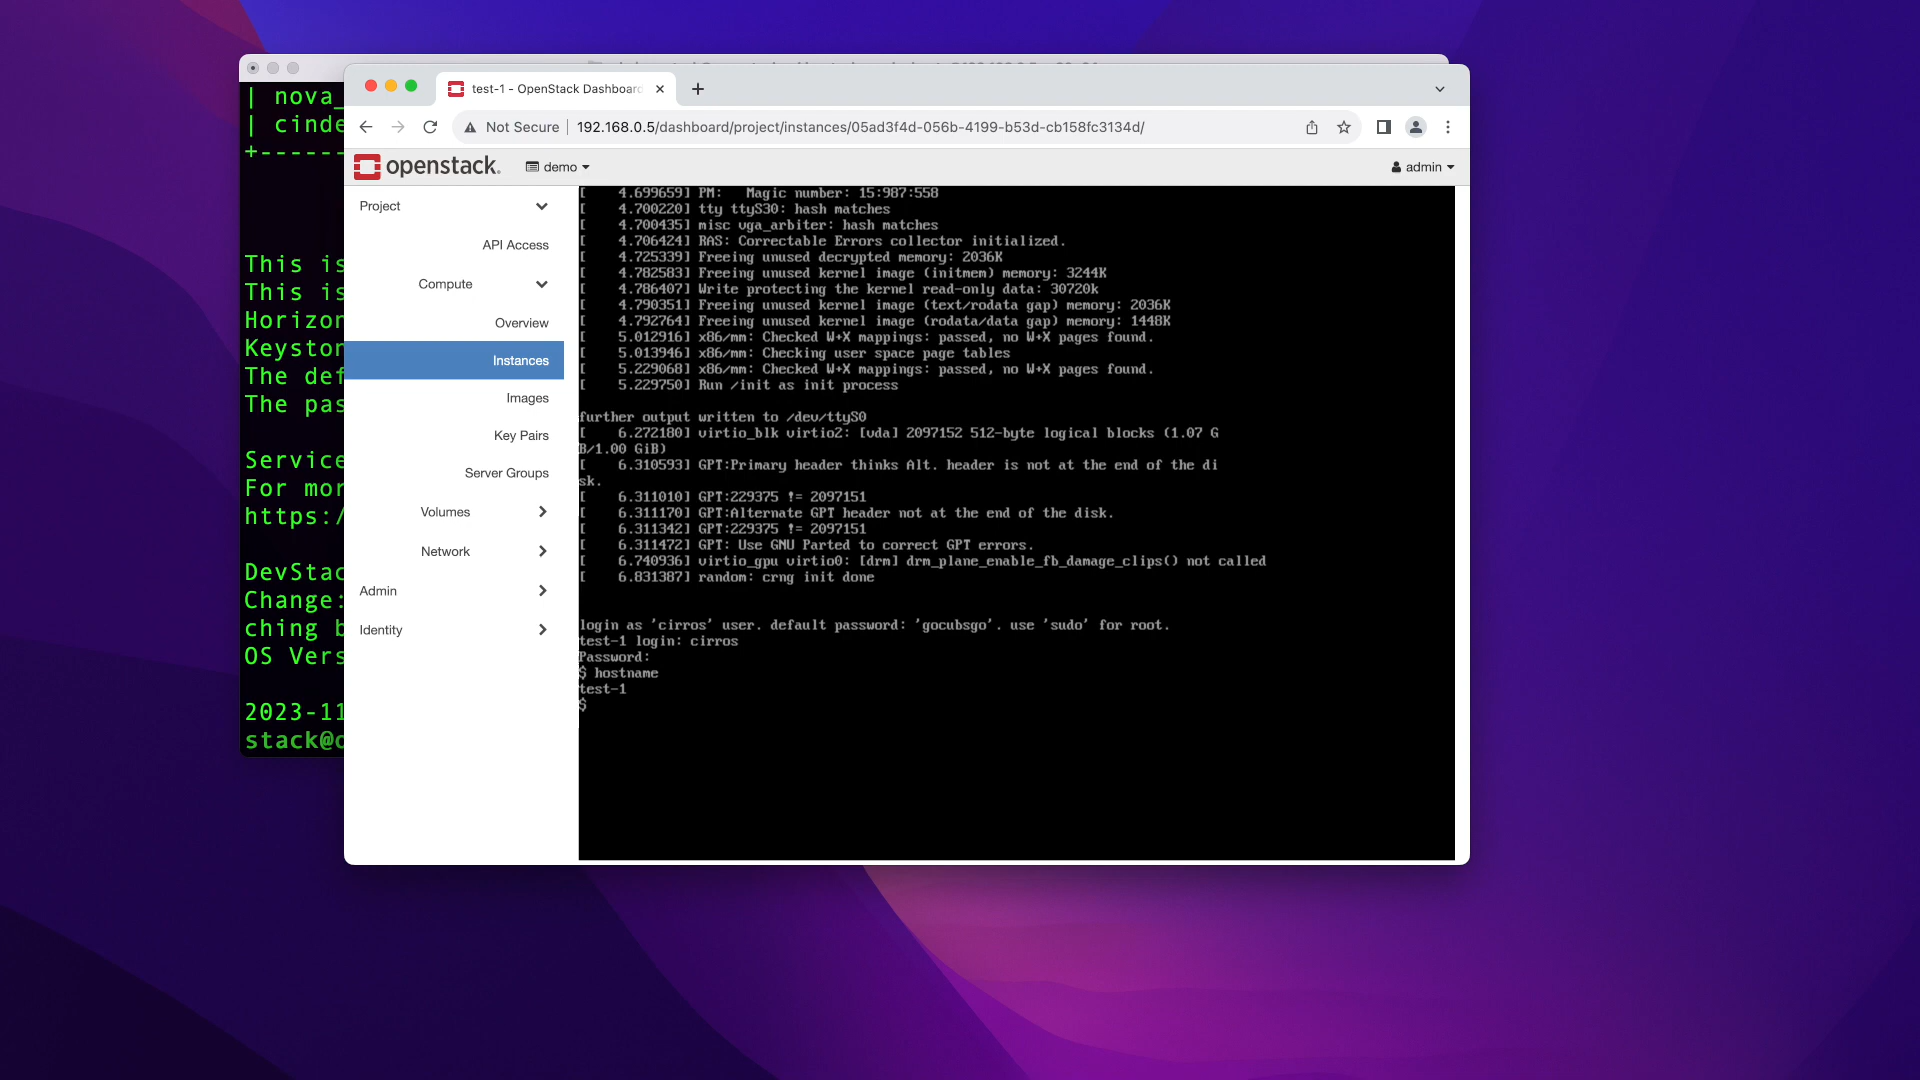 | nova_
| cinde
+------
This is
This is
Horizon
Keyston
The def
The pas
Service
For mor
https:/
DevStac
Change:
ching b
OS Vers
2023-11
stack@
test-1 - OpenStack Dashboard
Not Secure | 192.168.0.5/dashboard/project/instances/05ad3f4d-056b-4199-b53d-cb158fc3134d/
openstack.
demo
admin
Project
API Access
Compute
Overview
Instances
Images
Key Pairs
Server Groups
Volumes
Network
Admin
Identity
[    4.699659] PM:   Magic number: 15:987:558
[    4.700220] tty ttyS30: hash matches
[    4.700435] misc vga_arbiter: hash matches
[    4.706424] RAS: Correctable Errors collector initialized.
[    4.725339] Freeing unused decrypted memory: 2036K
[    4.782583] Freeing unused kernel image (initmem) memory: 3244K
[    4.786407] Write protecting the kernel read-only data: 30720k
[    4.790351] Freeing unused kernel image (text/rodata gap) memory: 2036K
[    4.792764] Freeing unused kernel image (rodata/data gap) memory: 1448K
[    5.012916] x86/mm: Checked W+X mappings: passed, no W+X pages found.
[    5.013946] x86/mm: Checking user space page tables
[    5.229068] x86/mm: Checked W+X mappings: passed, no W+X pages found.
[    5.229750] Run /init as init process
further output written to /dev/ttyS0
[    6.272180] virtio_blk virtio2: [vda] 2097152 512-byte logical blocks (1.07 G
B/1.00 GiB)
[    6.310593] GPT:Primary header thinks Alt. header is not at the end of the di
sk.
[    6.311010] GPT:229375 != 2097151
[    6.311170] GPT:Alternate GPT header not at the end of the disk.
[    6.311342] GPT:229375 != 2097151
[    6.311472] GPT: Use GNU Parted to correct GPT errors.
[    6.740936] virtio_gpu virtio0: [drm] drm_plane_enable_fb_damage_clips() not called
[    6.831387] random: crng init done
login as 'cirros' user. default password: 'gocubsgo'. use 'sudo' for root.
test-1 login: cirros
Password:
$ hostname
test-1
$